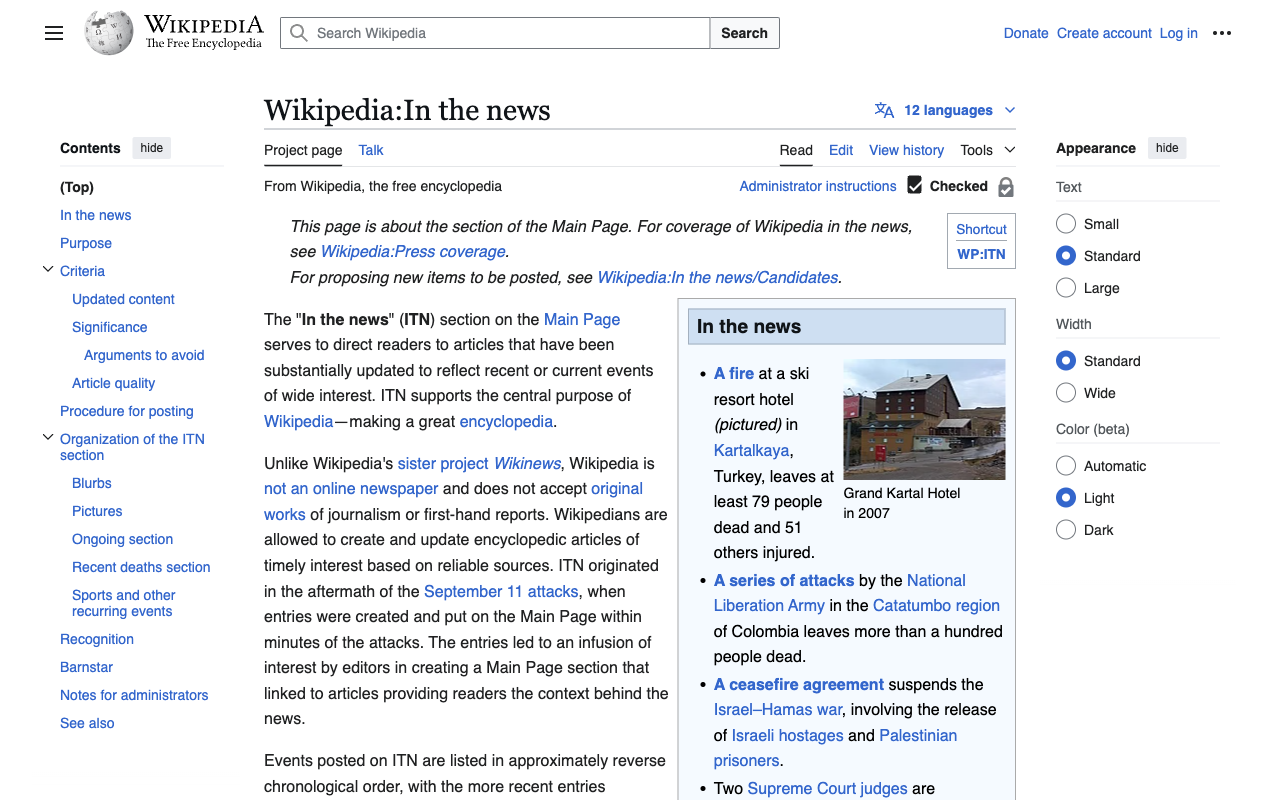 WIKIPEDIA
The Free Encyclopedia
Search Wikipedia
Search
Donate Create account Log in
Wikipedia:In the news
12 languages
Contents hide
(Top)
In the news
Purpose
Criteria
Updated content
Significance
Arguments to avoid
Article quality
Procedure for posting
Organization of the ITN
section
Blurbs
Pictures
Ongoing section
Recent deaths section
Sports and other
recurring events
Recognition
Barnstar
Notes for administrators
See also
Project page Talk
Read Edit View history Tools
From Wikipedia, the free encyclopedia
Administrator instructions Checked
This page is about the section of the Main Page. For coverage of Wikipedia in the news,
see Wikipedia:Press coverage.
For proposing new items to be posted, see Wikipedia:In the news/Candidates.
Shortcut
WP:ITN
The "In the news" (ITN) section on the Main Page
serves to direct readers to articles that have been
substantially updated to reflect recent or current events
of wide interest. ITN supports the central purpose of
Wikipedia—making a great encyclopedia.
Unlike Wikipedia's sister project Wikinews, Wikipedia is
not an online newspaper and does not accept original
works of journalism or first-hand reports. Wikipedians are
allowed to create and update encyclopedic articles of
timely interest based on reliable sources. ITN originated
in the aftermath of the September 11 attacks, when
entries were created and put on the Main Page within
minutes of the attacks. The entries led to an infusion of
interest by editors in creating a Main Page section that
linked to articles providing readers the context behind the
news.
Events posted on ITN are listed in approximately reverse
chronological order, with the more recent entries
In the news
• A fire at a ski
resort hotel
(pictured) in
Kartalkaya,
Turkey, leaves at
least 79 people
dead and 51
others injured.
Grand Kartal Hotel
in 2007
• A series of attacks by the National
Liberation Army in the Catatumbo region
of Colombia leaves more than a hundred
people dead.
• A ceasefire agreement suspends the
Israel–Hamas war, involving the release
of Israeli hostages and Palestinian
prisoners.
• Two Supreme Court judges are
Appearance hide
Text
Small
Standard
Large
Width
Standard
Wide
Color (beta)
Automatic
Light
Dark